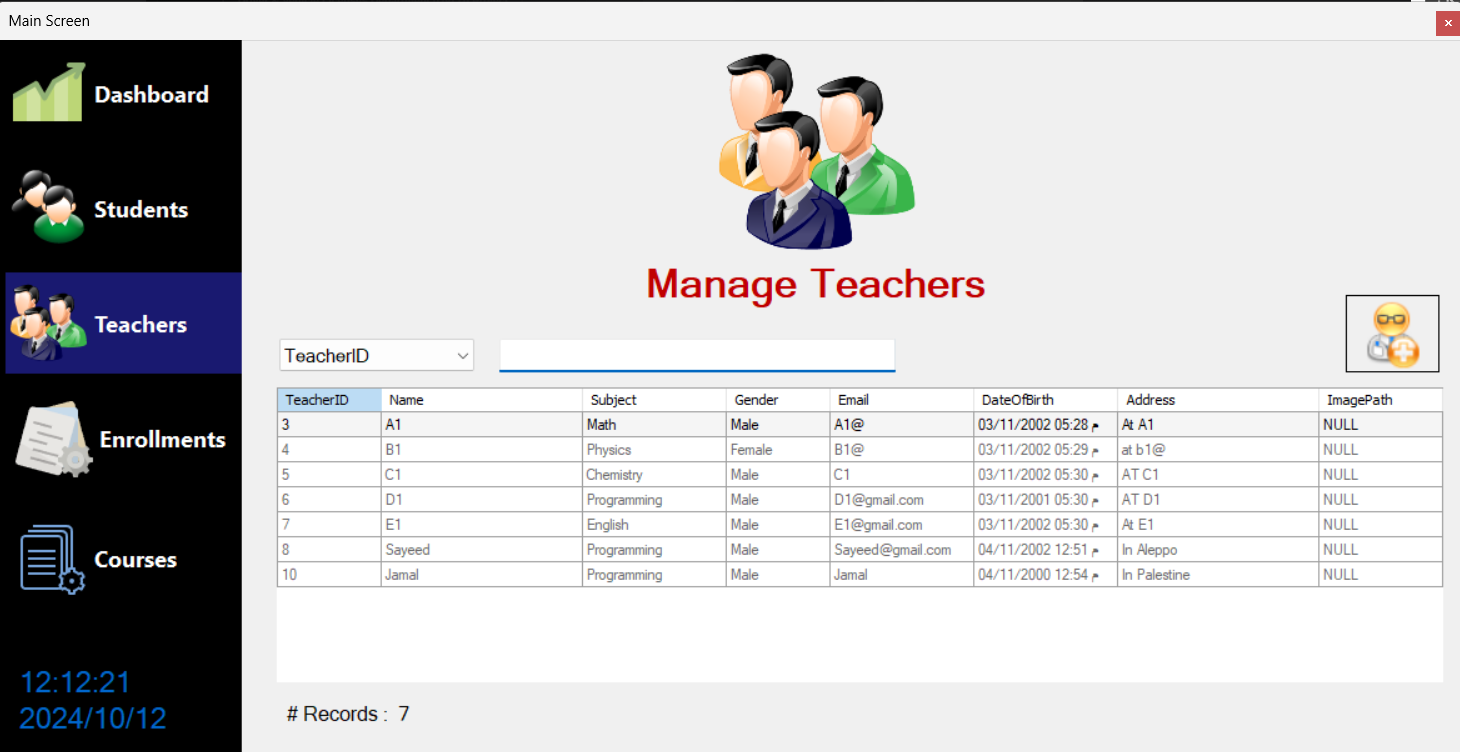 Main Screen
Dashboard
Students
Teachers
Enrollments
Courses
12:12:21
2024/10/12
Manage Teachers
TeacherID
TeacherID Name Subject Gender Email DateOfBirth Address ImagePath
3 A1 Math Male A1@ 03/11/2002 05:28 م At A1 NULL
4 B1 Physics Female B1@ 03/11/2002 05:29 م at b1@ NULL
5 C1 Chemistry Male C1 03/11/2002 05:30 م AT C1 NULL
6 D1 Programming Male D1@gmail.com 03/11/2001 05:30 م AT D1 NULL
7 E1 English Male E1@gmail.com 03/11/2002 05:30 م At E1 NULL
8 Sayeed Programming Male Sayeed@gmail.com 04/11/2002 12:51 م In Aleppo NULL
10 Jamal Programming Male Jamal 04/11/2000 12:54 م In Palestine NULL
# Records : 7